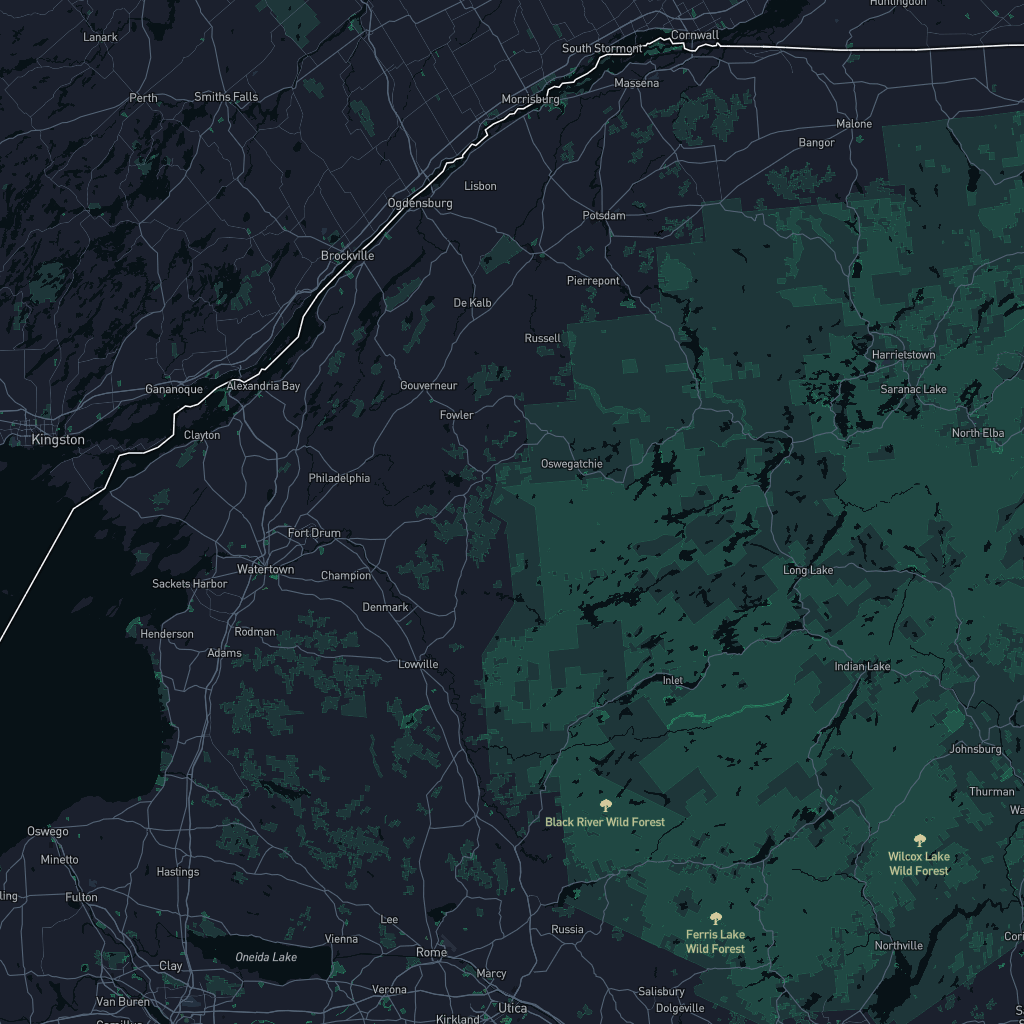 Huntingdon
Lanark
Cornwall
South Stormont
Massena
Perth
Smiths Falls
Morrisburg
Malone
Bangor
Lisbon
Ogdensburg
Potsdam
Brockville
Pierrepont
De Kalb
Russell
Harrietstown
Gananoque
Alexandria Bay
Gouverneur
Saranac Lake
Fowler
Kingston
Clayton
North Elba
Oswegatchie
Philadelphia
Fort Drum
Watertown
Champion
Long Lake
Sackets Harbor
Denmark
Henderson
Rodman
Adams
Lowville
Indian Lake
Inlet
Johnsburg
Thurman
Wa
Black River Wild Forest
Oswego
Minetto
Wilcox Lake
Wild Forest
Hastings
ling
Fulton
Lee
Ferris Lake
Wild Forest
Russia
Vienna
Rome
Northville
Cori
Oneida Lake
Clay
Marcy
Verona
Salisbury
Van Buren
Utica
Dolgeville
Kirkland
S